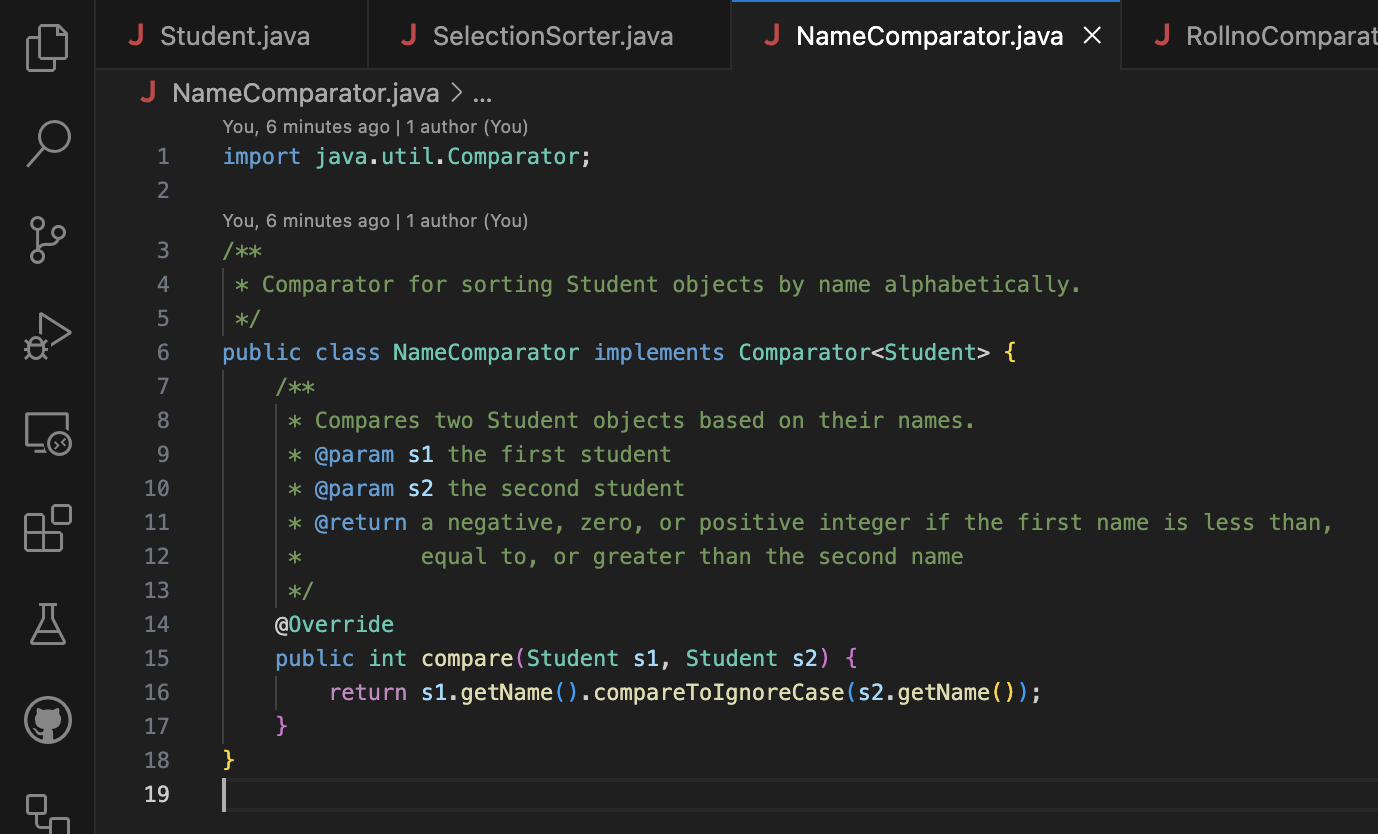 Student.java SelectionSorter.java NameComparator.java RollnoComparat
NameComparator.java > ...
You, 6 minutes ago | 1 author (You)
1 import java.util.Comparator;
2
You, 6 minutes ago | 1 author (You)
3 /**
4 * Comparator for sorting Student objects by name alphabetically.
5 */
6 public class NameComparator implements Comparator<Student> {
7 /**
8 * Compares two Student objects based on their names.
9 * @param s1 the first student
10 * @param s2 the second student
11 * @return a negative, zero, or positive integer if the first name is less than,
12 * equal to, or greater than the second name
13 */
14 @Override
15 public int compare(Student s1, Student s2) {
16 return s1.getName().compareToIgnoreCase(s2.getName());
17 }
18 }
19